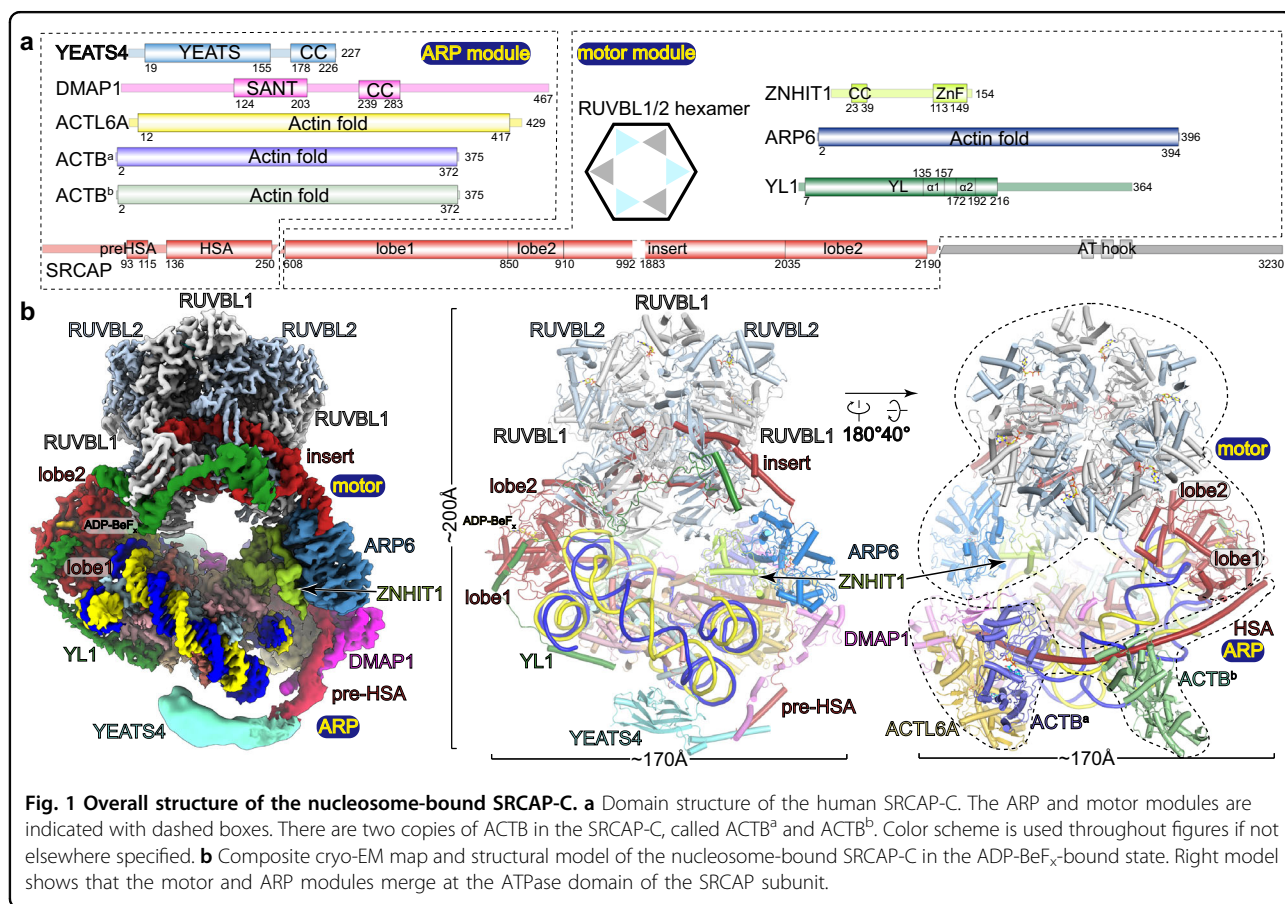 a
YEATS4
YEATS
CC
227
19
155
178
226
ARP module
motor module
DMAP1
SANT
CC
467
124
203
239
283
ACTL6A
Actin fold
429
12
417
ACTBᵃ
Actin fold
375
2
372
ACTBᵇ
Actin fold
375
2
372
RUVBL1/2 hexamer
ZNHIT1
CC
ZnF
154
23 39
113 149
ARP6
Actin fold
396
2
394
YL1
135 157
YL
α1
α2
364
7
172 192 216
SRCAP
preHSA
HSA
lobe1
lobe2
insert
lobe2
AT hook
93 115
136
250
608
850
910
992
1883
2035
2190
3230
b
RUVBL1
RUVBL2
RUVBL2
RUVBL1
RUVBL1
insert
lobe2
motor
ADP-BeFₓ
ARP6
lobe1
ZNHIT1
YL1
DMAP1
pre-HSA
YEATS4
ARP
~200Å
RUVBL1
RUVBL2
RUVBL2
RUVBL1
RUVBL1
insert
lobe2
ADP-BeFₓ
ARP6
ZNHIT1
lobe1
DMAP1
YL1
pre-HSA
YEATS4
~170Å
180°40°
motor
lobe2
lobe1
HSA
ARP
ACTBᵇ
ACTBᵃ
ACTL6A
~170Å
Fig. 1 Overall structure of the nucleosome-bound SRCAP-C. a Domain structure of the human SRCAP-C. The ARP and motor modules are
indicated with dashed boxes. There are two copies of ACTB in the SRCAP-C, called ACTBᵃ and ACTBᵇ. Color scheme is used throughout figures if not
elsewhere specified. b Composite cryo-EM map and structural model of the nucleosome-bound SRCAP-C in the ADP-BeFₓ-bound state. Right model
shows that the motor and ARP modules merge at the ATPase domain of the SRCAP subunit.